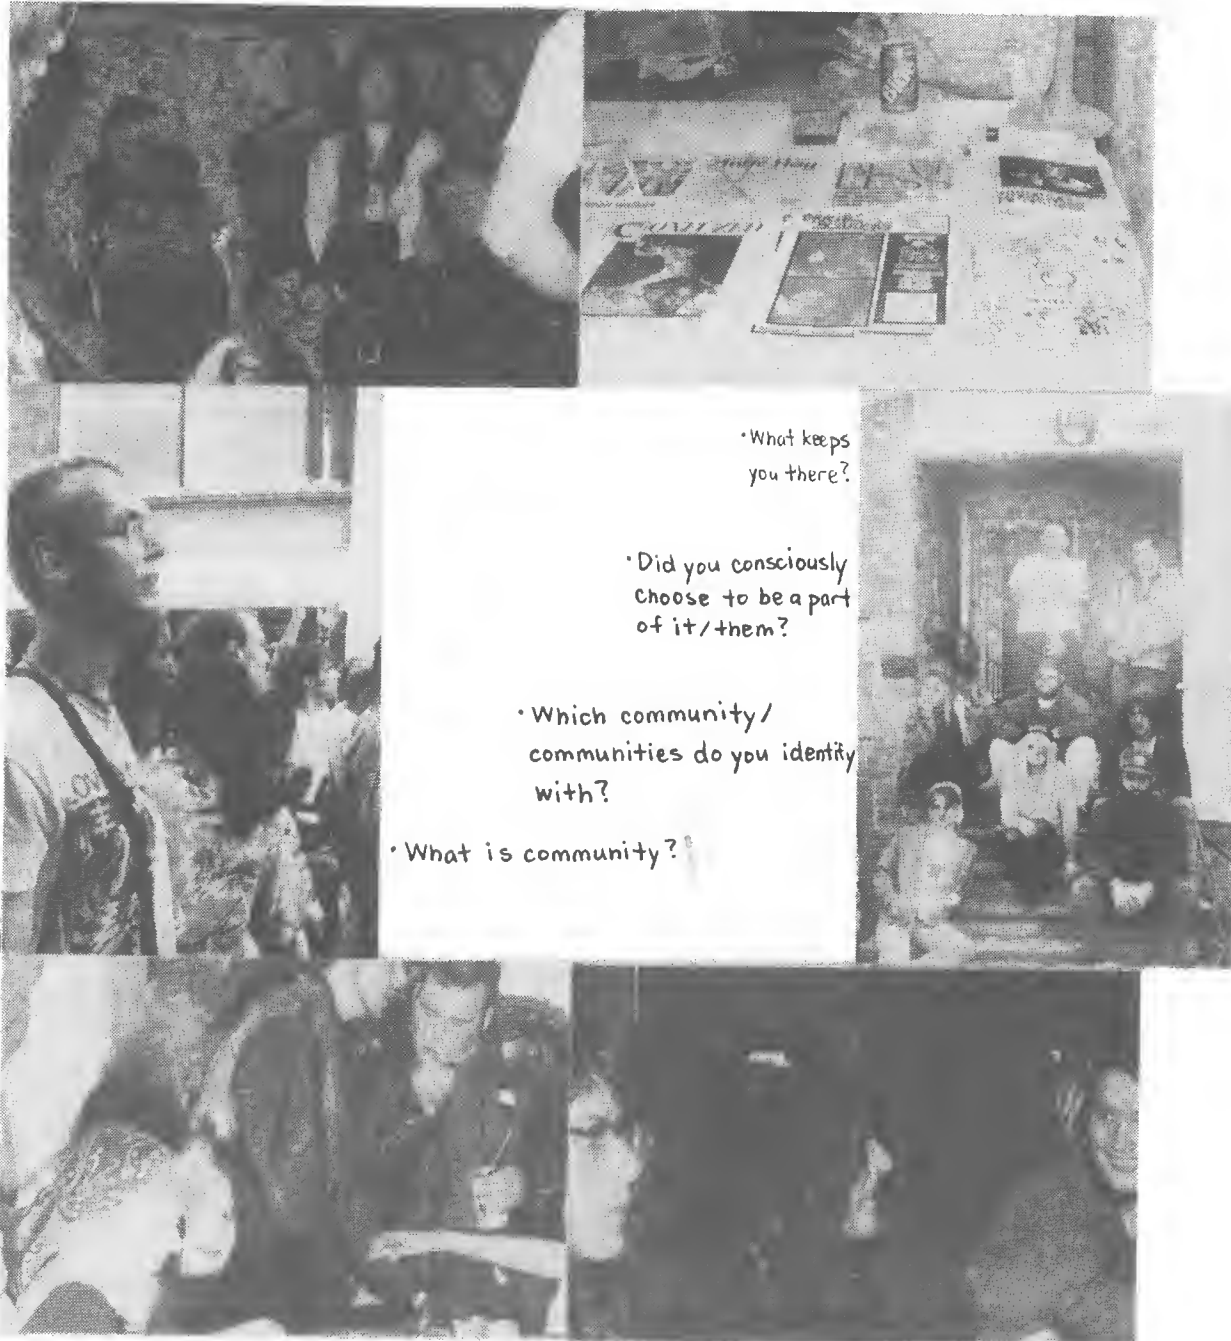 •What keeps
you there?
•Did you consciously
choose to be a part
of it/them?
•Which community/
communities do you identify
with?
•What is community?